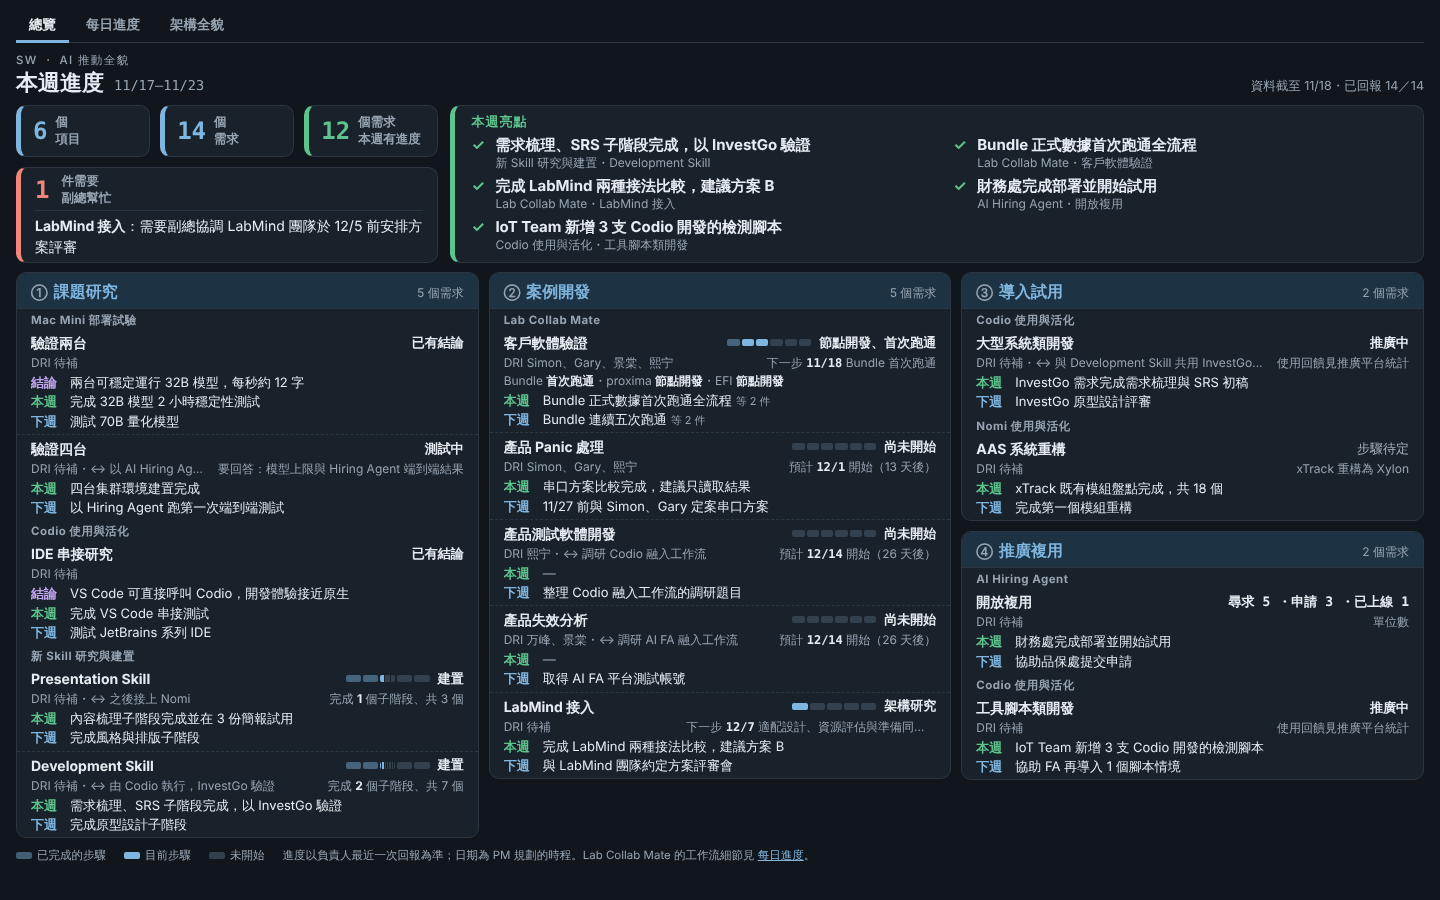 總覽 每日進度 架構全貌
SW · AI 推動全貌
本週進度 11/17–11/23
資料截至 11/18・已回報 14／14
6 個項目
14 個需求
12 個需求 本週有進度
1 件需要 副總幫忙
LabMind 接入：需要副總協調 LabMind 團隊於 12/5 前安排方
案評審
本週亮點
✓ 需求梳理、SRS 子階段完成，以 InvestGo 驗證
新 Skill 研究與建置・Development Skill
✓ Bundle 正式數據首次跑通全流程
Lab Collab Mate・客戶軟體驗證
✓ 完成 LabMind 兩種接法比較，建議方案 B
Lab Collab Mate・LabMind 接入
✓ 財務處完成部署並開始試用
AI Hiring Agent・開放複用
✓ IoT Team 新增 3 支 Codio 開發的檢測腳本
Codio 使用與活化・工具腳本類開發
① 課題研究 5 個需求
Mac Mini 部署試驗
驗證兩台 已有結論
DRI 待補
結論 兩台可穩定運行 32B 模型，每秒約 12 字
本週 完成 32B 模型 2 小時穩定性測試
下週 測試 70B 量化模型
驗證四台 測試中
DRI 待補・↔ 以 AI Hiring Ag… 要回答：模型上限與 Hiring Agent 端到端結果
本週 四台集群環境建置完成
下週 以 Hiring Agent 跑第一次端到端測試
Codio 使用與活化
IDE 串接研究 已有結論
DRI 待補
結論 VS Code 可直接呼叫 Codio，開發體驗接近原生
本週 完成 VS Code 串接測試
下週 測試 JetBrains 系列 IDE
新 Skill 研究與建置
Presentation Skill 建置
DRI 待補・↔ 之後接上 Nomi 完成 1 個子階段、共 3 個
本週 內容梳理子階段完成並在 3 份簡報試用
下週 完成風格與排版子階段
Development Skill 建置
DRI 待補・↔ 由 Codio 執行，InvestGo 驗證 完成 2 個子階段、共 7 個
本週 需求梳理、SRS 子階段完成，以 InvestGo 驗證
下週 完成原型設計子階段
② 案例開發 5 個需求
Lab Collab Mate
客戶軟體驗證 節點開發、首次跑通
DRI Simon、Gary、景棠、熙宁 下一步 11/18 Bundle 首次跑通
Bundle 首次跑通・proxima 節點開發・EFI 節點開發
本週 Bundle 正式數據首次跑通全流程 等 2 件
下週 Bundle 連續五次跑通 等 2 件
產品 Panic 處理 尚未開始
DRI Simon、Gary、熙宁 預計 12/1 開始（13 天後）
本週 串口方案比較完成，建議只讀取結果
下週 11/27 前與 Simon、Gary 定案串口方案
產品測試軟體開發 尚未開始
DRI 熙宁・↔ 調研 Codio 融入工作流 預計 12/14 開始（26 天後）
本週 —
下週 整理 Codio 融入工作流的調研題目
產品失效分析 尚未開始
DRI 万峰、景棠・↔ 調研 AI FA 融入工作流 預計 12/14 開始（26 天後）
本週 —
下週 取得 AI FA 平台測試帳號
LabMind 接入 架構研究
DRI 待補 下一步 12/7 適配設計、資源評估與準備同…
本週 完成 LabMind 兩種接法比較，建議方案 B
下週 與 LabMind 團隊約定方案評審會
③ 導入試用 2 個需求
Codio 使用與活化
大型系統類開發 推廣中
DRI 待補・↔ 與 Development Skill 共用 InvestGo… 使用回饋見推廣平台統計
本週 InvestGo 需求完成需求梳理與 SRS 初稿
下週 InvestGo 原型設計評審
Nomi 使用與活化
AAS 系統重構 步驟待定
DRI 待補 xTrack 重構為 Xylon
本週 xTrack 既有模組盤點完成，共 18 個
下週 完成第一個模組重構
④ 推廣複用 2 個需求
AI Hiring Agent
開放複用 尋求 5 ・申請 3 ・已上線 1
DRI 待補 單位數
本週 財務處完成部署並開始試用
下週 協助品保處提交申請
Codio 使用與活化
工具腳本類開發 推廣中
DRI 待補 使用回饋見推廣平台統計
本週 IoT Team 新增 3 支 Codio 開發的檢測腳本
下週 協助 FA 再導入 1 個腳本情境
已完成的步驟 目前步驟 未開始 進度以負責人最近一次回報為準；日期為 PM 規劃的時程。Lab Collab Mate 的工作流細節見 每日進度。